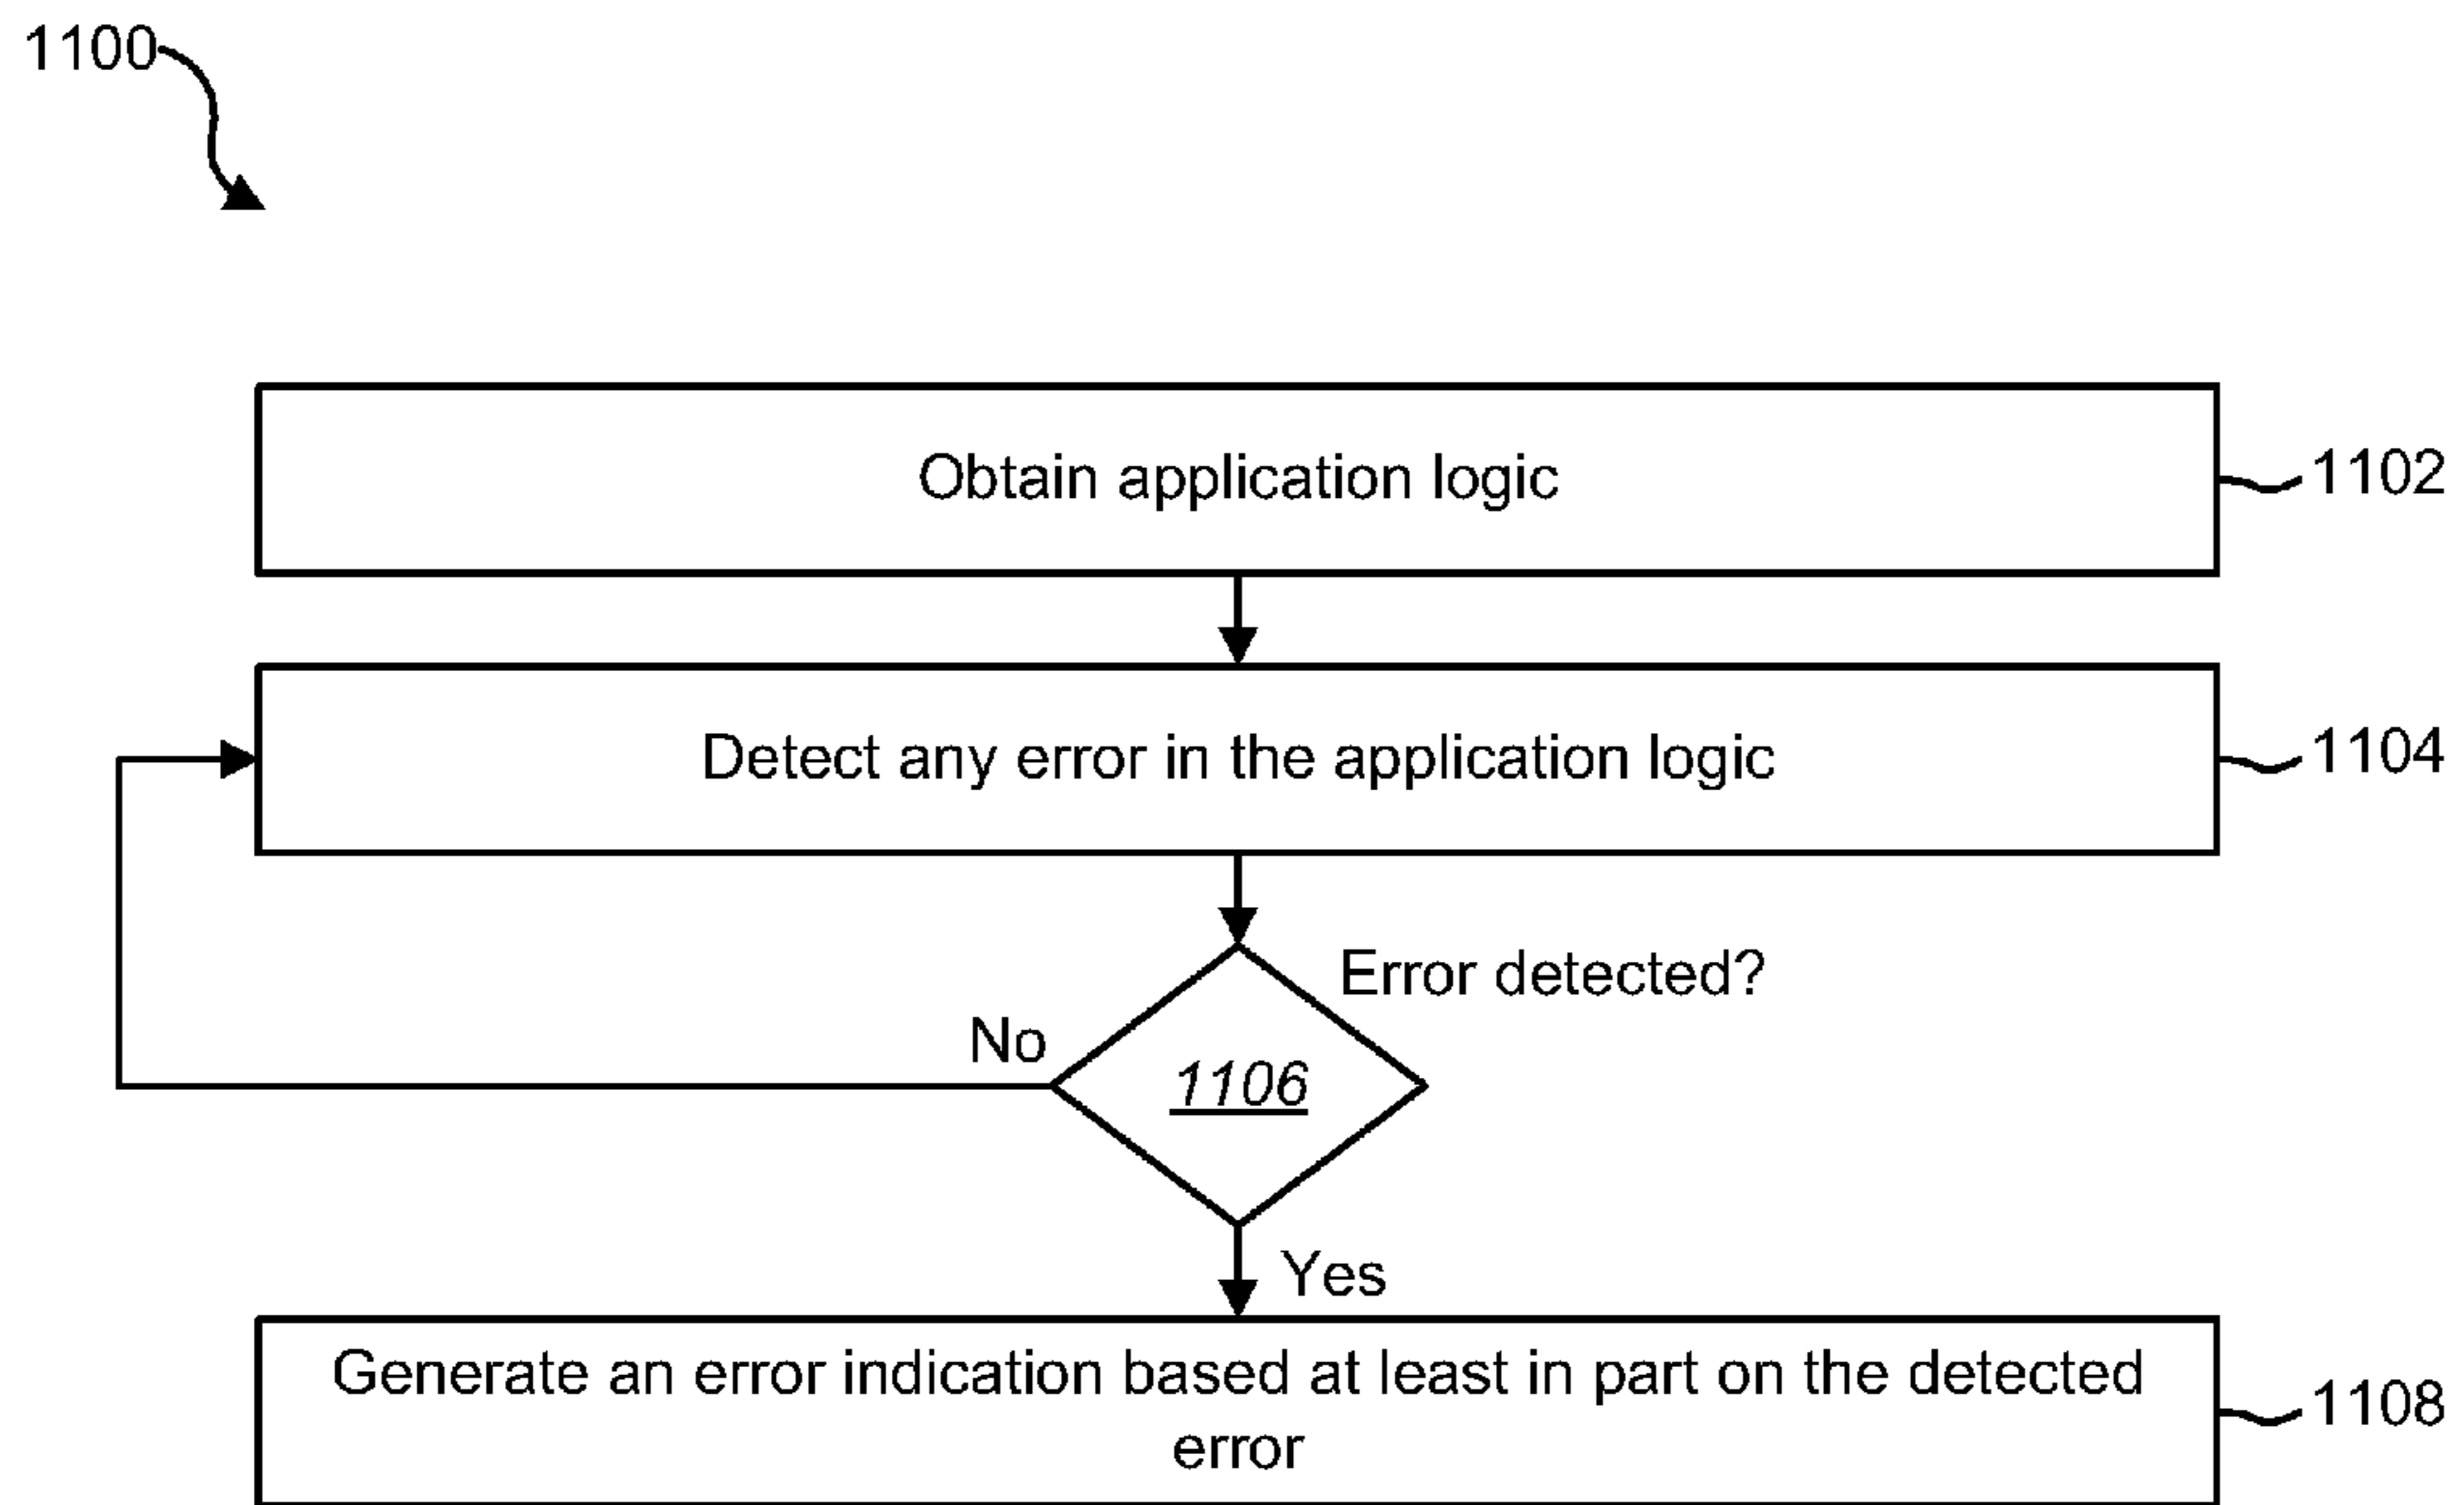 1100
Obtain application logic
1102
Detect any error in the application logic
1104
Error detected?
No
1106
Yes
Generate an error indication based at least in part on the detected
error
1108